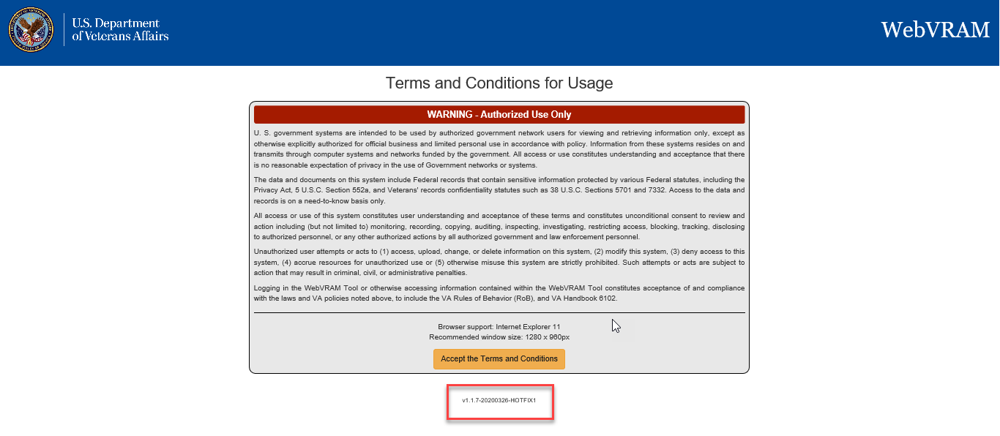 U.S. Department
of Veterans Affairs
WebVRAM
Terms and Conditions for Usage
WARNING - Authorized Use Only
U. S. government systems are intended to be used by authorized government network users for viewing and retrieving information only, except as
otherwise explicitly authorized for official business and limited personal use in accordance with policy. Information from these systems resides on and
transmits through computer systems and networks funded by the government. All access or use constitutes understanding and acceptance that there
is no reasonable expectation of privacy in the use of Government networks or systems.
The data and documents on this system include Federal records that contain sensitive information protected by various Federal statutes, including the
Privacy Act, 5 U.S.C. Section 552a, and Veterans' records confidentiality statutes such as 38 U.S.C. Sections 5701 and 7332. Access to the data and
records is on a need-to-know basis only.
All access or use of this system constitutes user understanding and acceptance of these terms and constitutes unconditional consent to review and
action including (but not limited to) monitoring, recording, copying, auditing, inspecting, investigating, restricting access, blocking, tracking, disclosing
to authorized personnel, or any other authorized actions by all authorized government and law enforcement personnel.
Unauthorized user attempts or acts to (1) access, upload, change, or delete information on this system, (2) modify this system, (3) deny access to this
system, (4) accrue resources for unauthorized use or (5) otherwise misuse this system are strictly prohibited. Such attempts or acts are subject to
action that may result in criminal, civil, or administrative penalties.
Logging in the WebVRAM Tool or otherwise accessing information contained within the WebVRAM Tool constitutes acceptance of and compliance
with the laws and VA policies noted above, to include the VA Rules of Behavior (RoB), and VA Handbook 6102.
Browser support: Internet Explorer 11
Recommended window size: 1280 x 960px
Accept the Terms and Conditions
v1.1.7-20200326-HOTFIX1